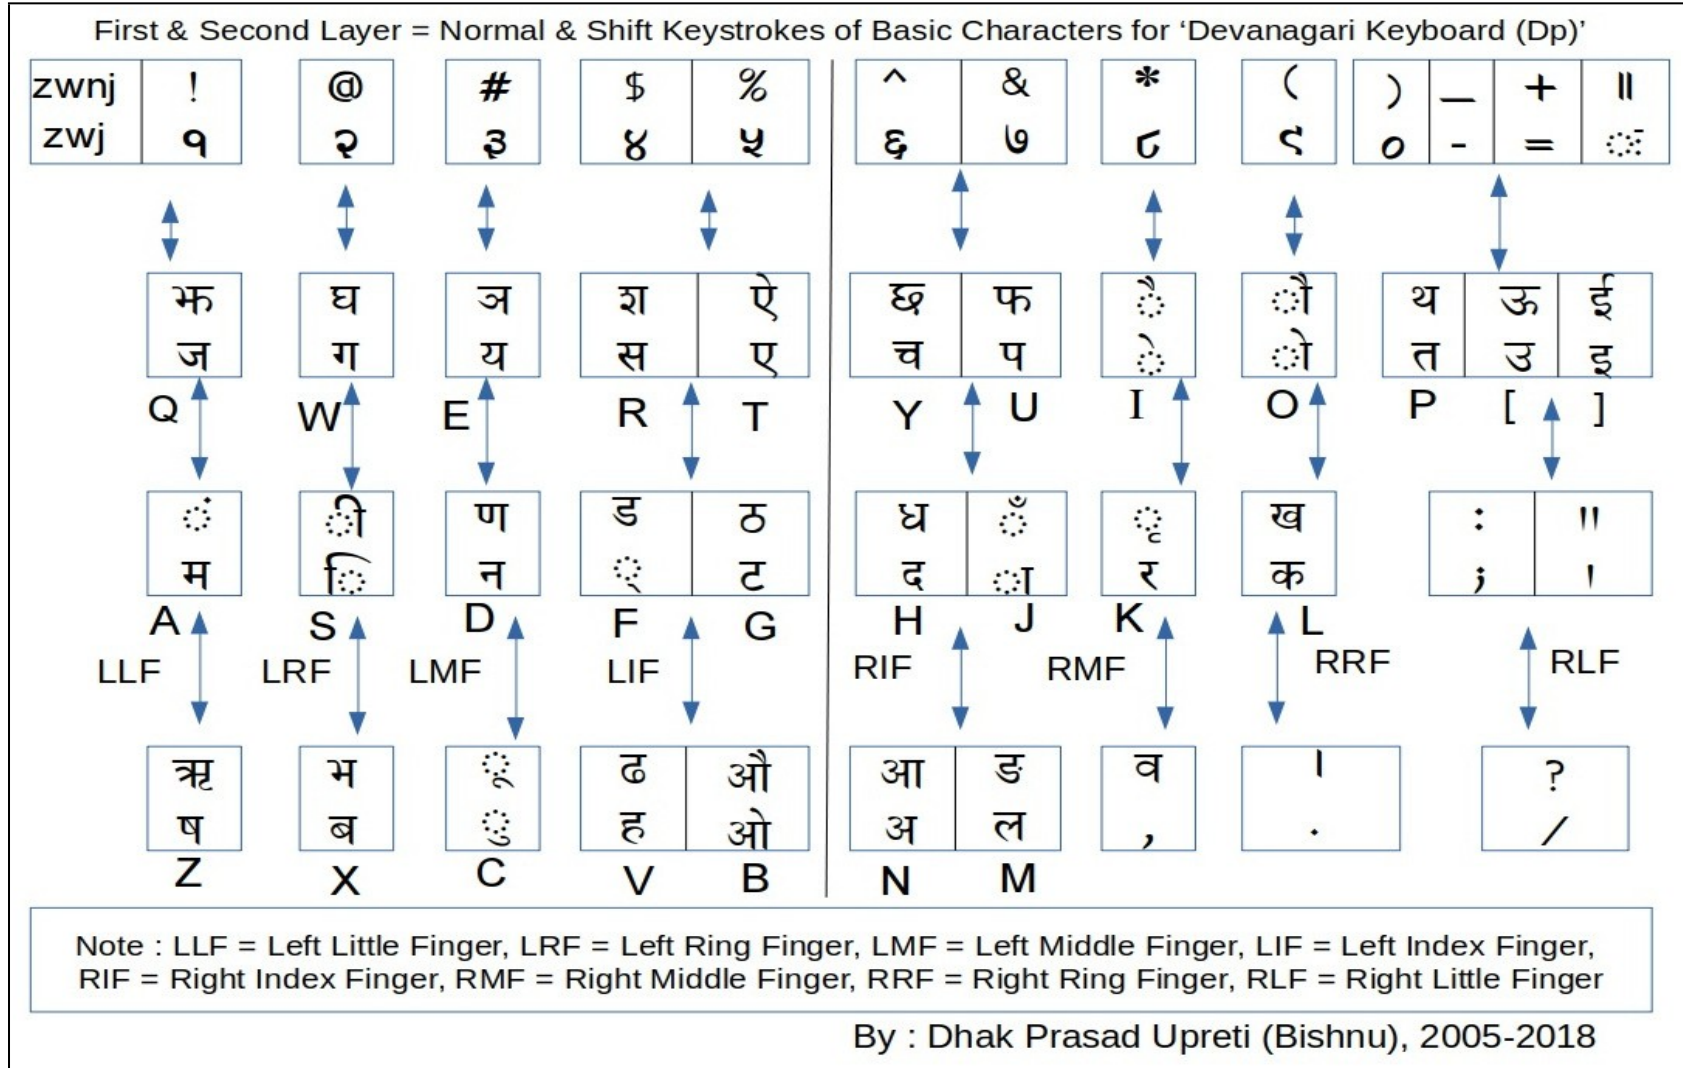 First & Second Layer = Normal & Shift Keystrokes of Basic Characters for ‘Devanagari Keyboard (Dp)’
zwnj ! @ # $ % ^ & * ( ) _ + ॥
zwj १ २ ३ ४ ५ ६ ७ ८ ९ ० - = ः
झ घ ञ श ऐ छ फ ै ौ थ ऊ ई
ज ग य स ए च प े ो त उ इ
Q W E R T Y U I O P [ ]
ं ी ण ड ठ ध ँ ृ ख : "
म ि न ् ट द ा र क ; '
A S D F G H J K L
LLF LRF LMF LIF RIF RMF RRF RLF
ऋ भ ू ढ औ आ ङ व । ?
ष ब ु ह ओ अ ल , . /
Z X C V B N M
Note : LLF = Left Little Finger, LRF = Left Ring Finger, LMF = Left Middle Finger, LIF = Left Index Finger,
RIF = Right Index Finger, RMF = Right Middle Finger, RRF = Right Ring Finger, RLF = Right Little Finger
By : Dhak Prasad Upreti (Bishnu), 2005-2018